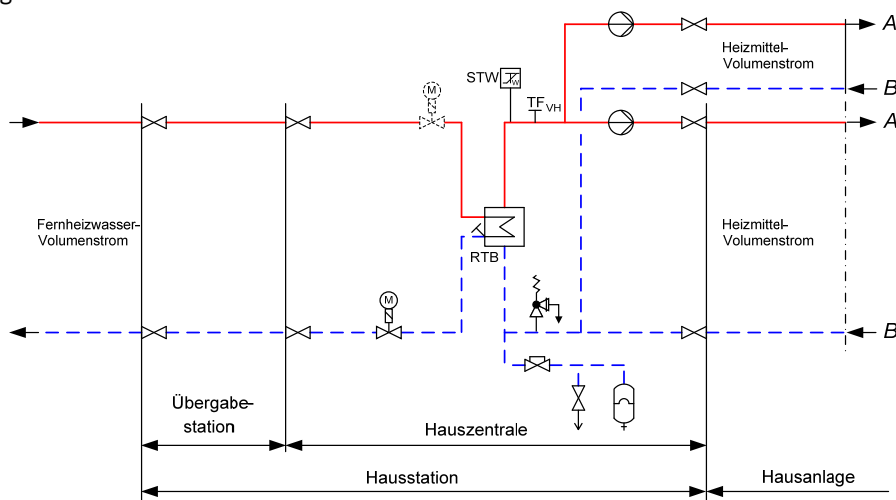 A
Heizmittel-
Volumenstrom
STW
W
M
TF VH
B
A
Fernheizwasser-
Volumenstrom
Heizmittel-
Volumenstrom
RTB
M
B
Übergabe-
station
Hauszentrale
Hausstation
Hausanlage